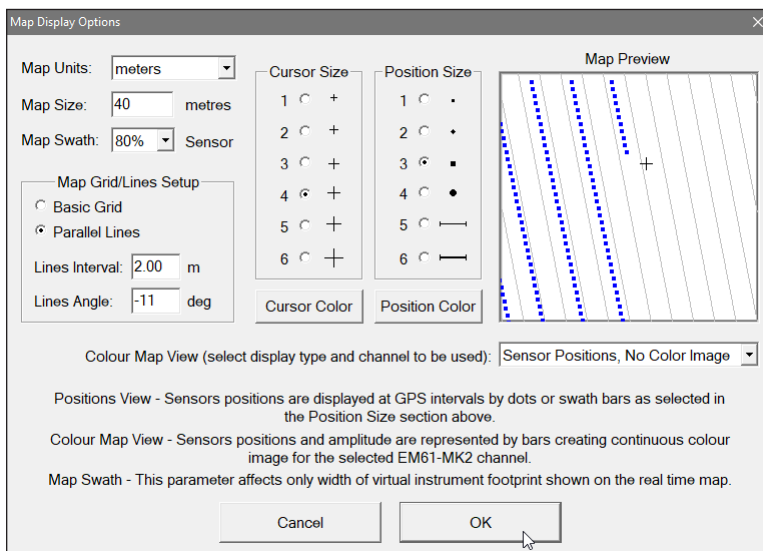 Map Display Options
Map Units: meters
Map Size: 40 metres
Map Swath: 80% Sensor
Map Grid/Lines Setup
Basic Grid
Parallel Lines
Lines Interval: 2.00 m
Lines Angle: -11 deg
Cursor Size
1
2
3
4
5
6
Cursor Color
Position Size
1
2
3
4
5
6
Position Color
Map Preview
Colour Map View (select display type and channel to be used): Sensor Positions, No Color Image
Positions View - Sensors positions are displayed at GPS intervals by dots or swath bars as selected in
the Position Size section above.
Colour Map View - Sensors positions and amplitude are represented by bars creating continuous colour
image for the selected EM61-MK2 channel.
Map Swath - This parameter affects only width of virtual instrument footprint shown on the real time map.
Cancel
OK